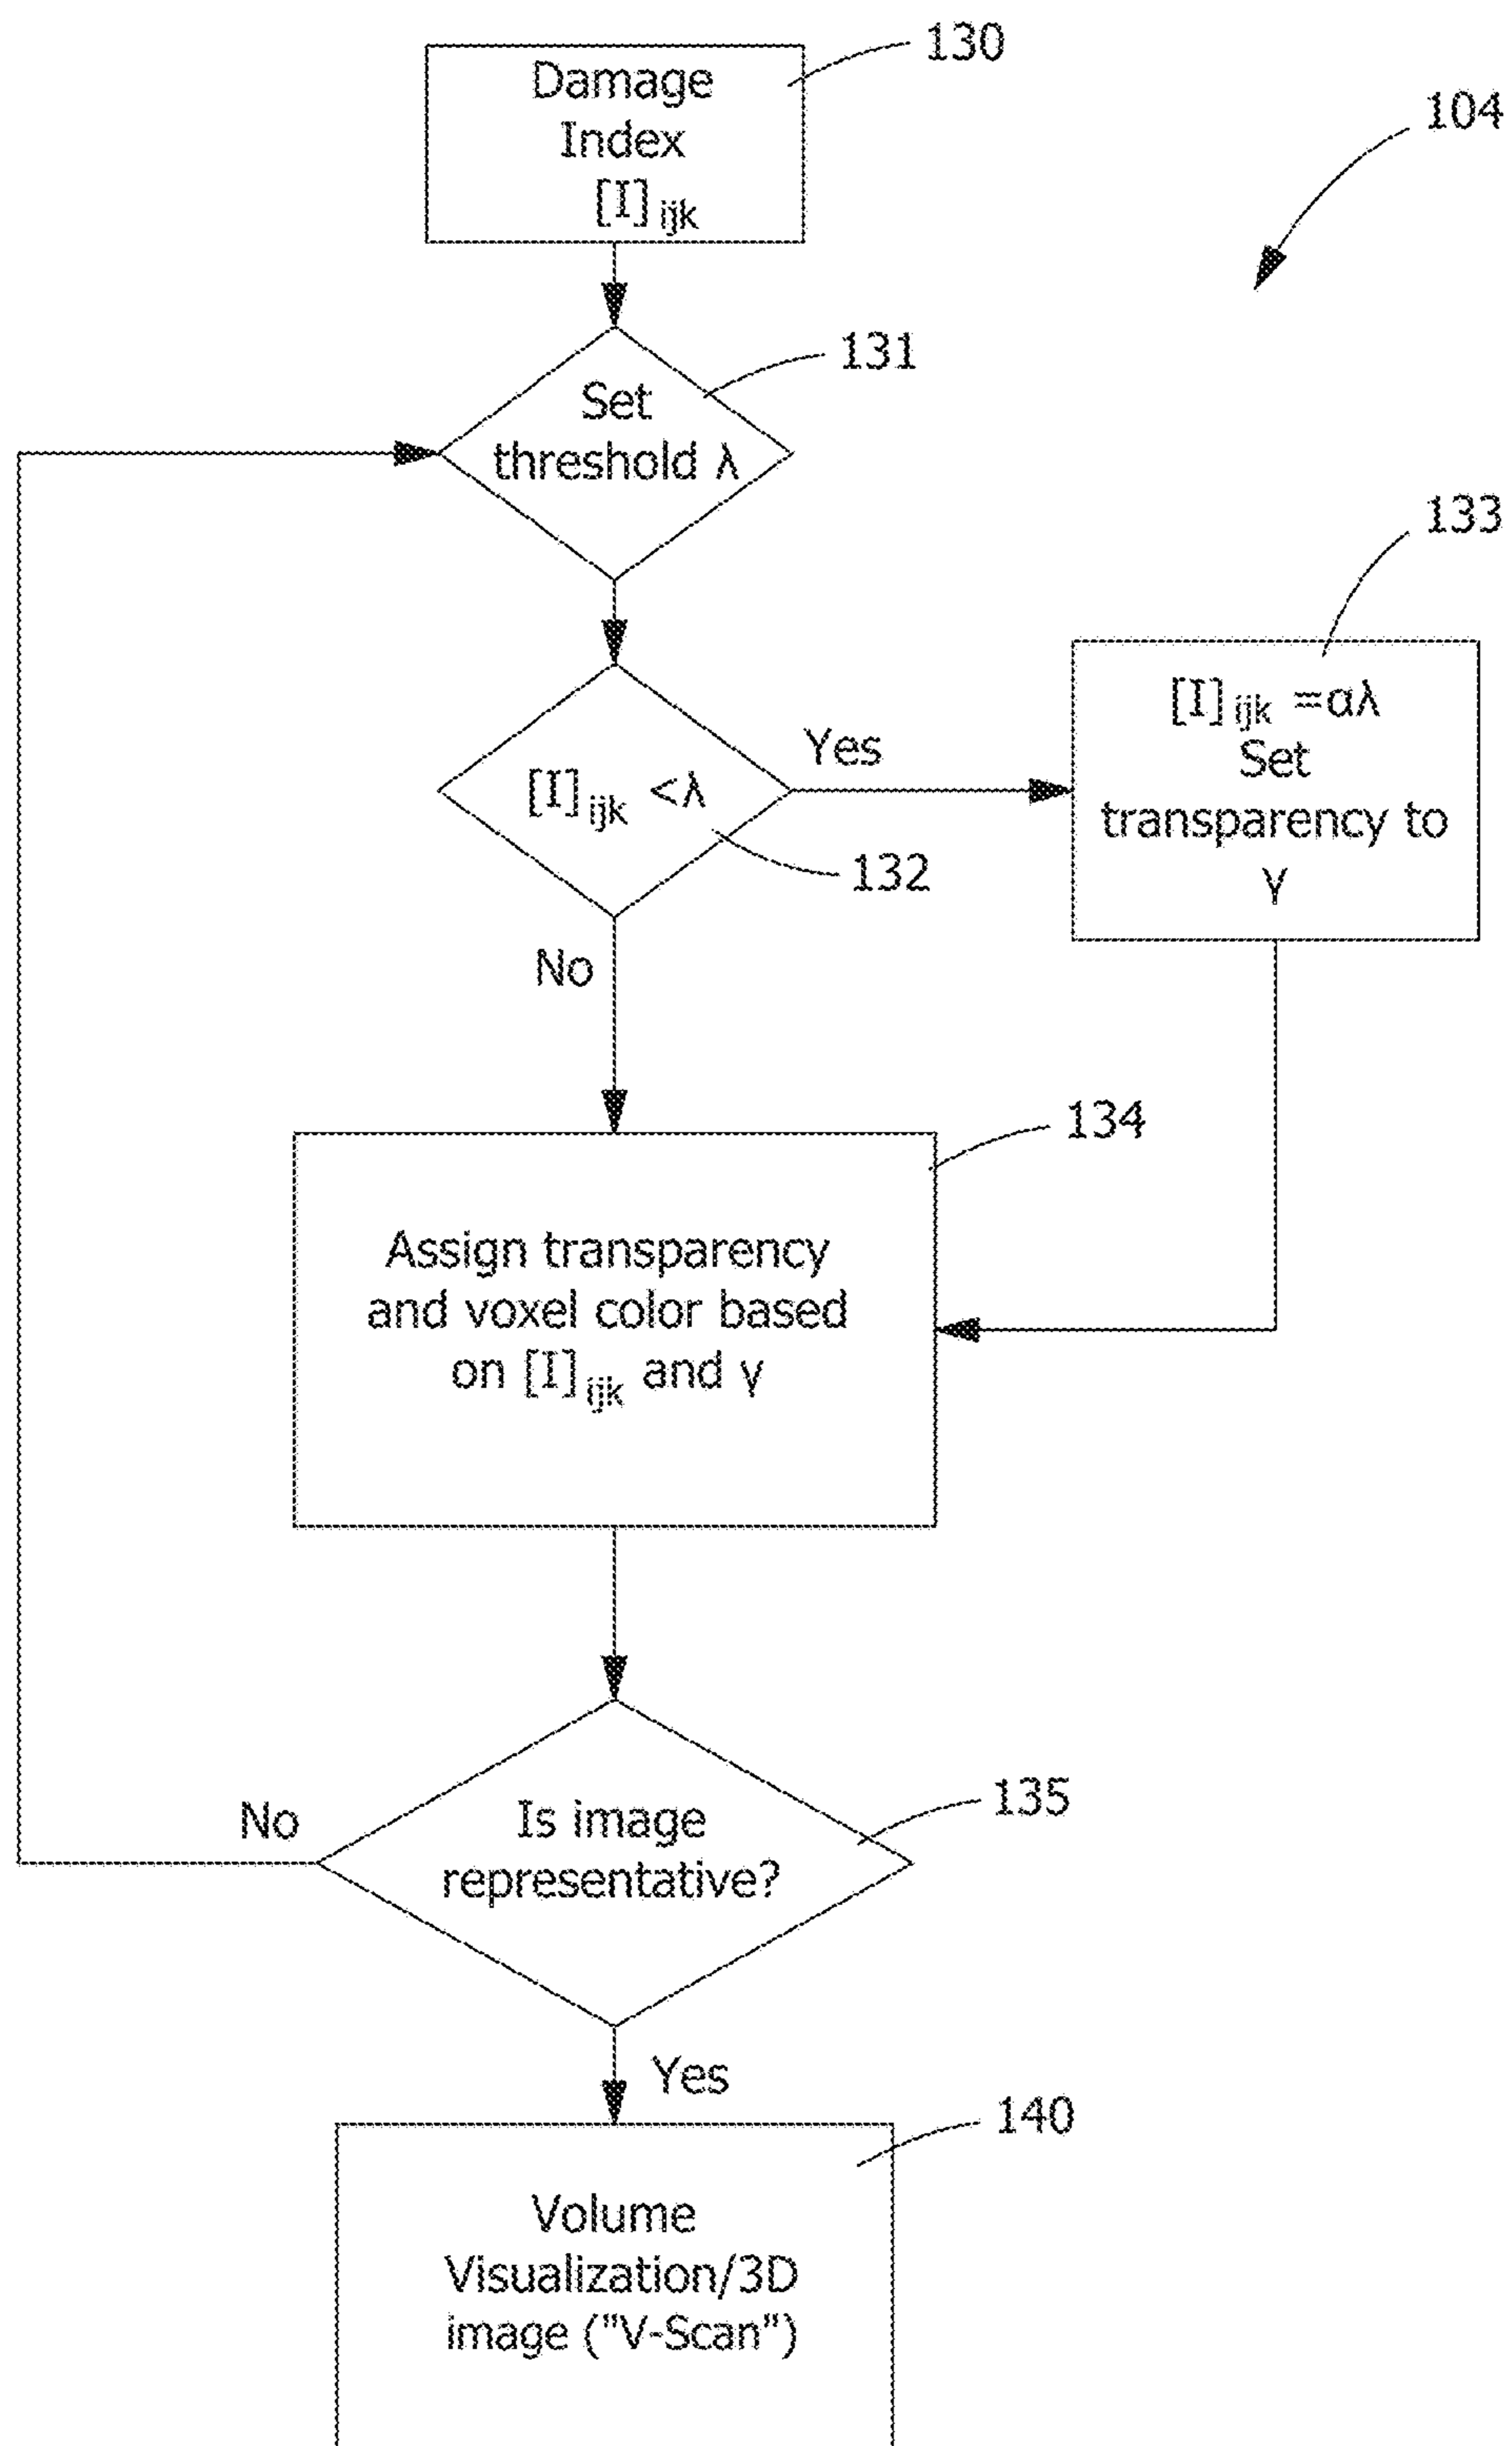 130
Damage
Index
[I]ijk
104
131
Set
threshold λ
133
[I]ijk =αλ
Set
transparency to
γ
Yes
[I]ijk <λ
132
No
134
Assign transparency
and voxel color based
on [I]ijk and γ
135
No
Is image
representative?
Yes
140
Volume
Visualization/3D
image ("V-Scan")